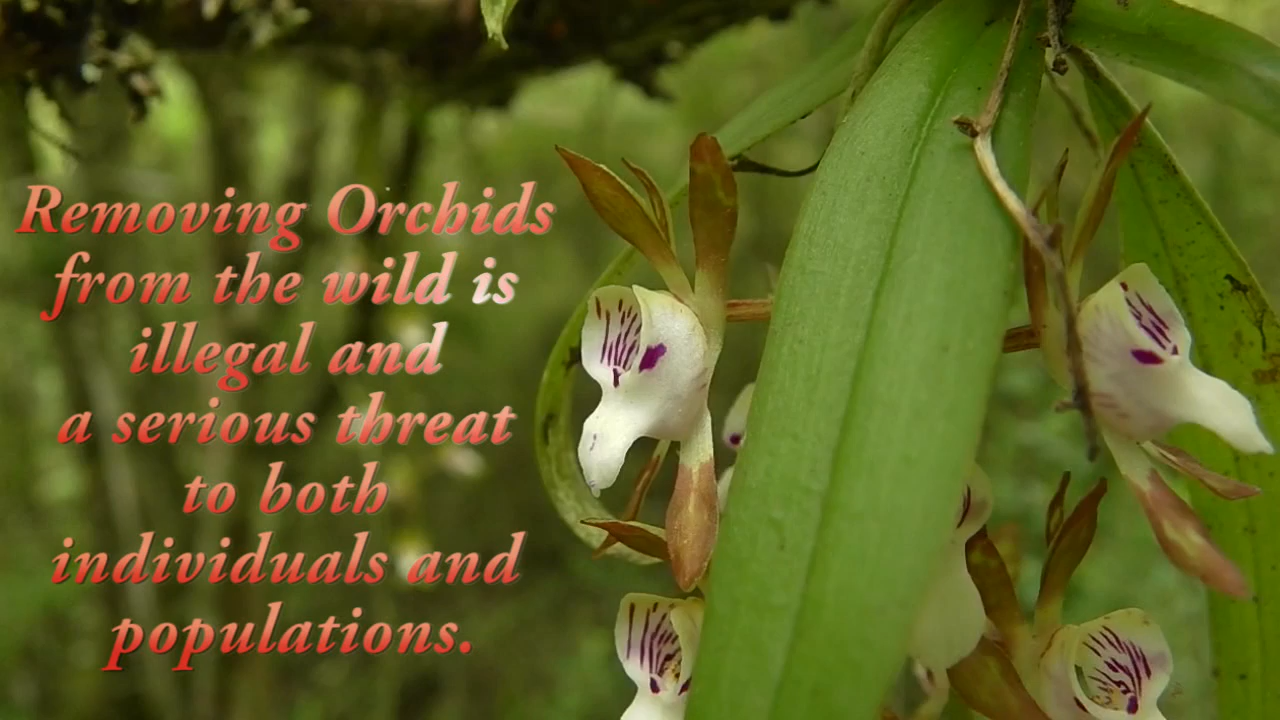 Removing Orchids
from the wild is
illegal and
a serious threat
to both
individuals and
populations.